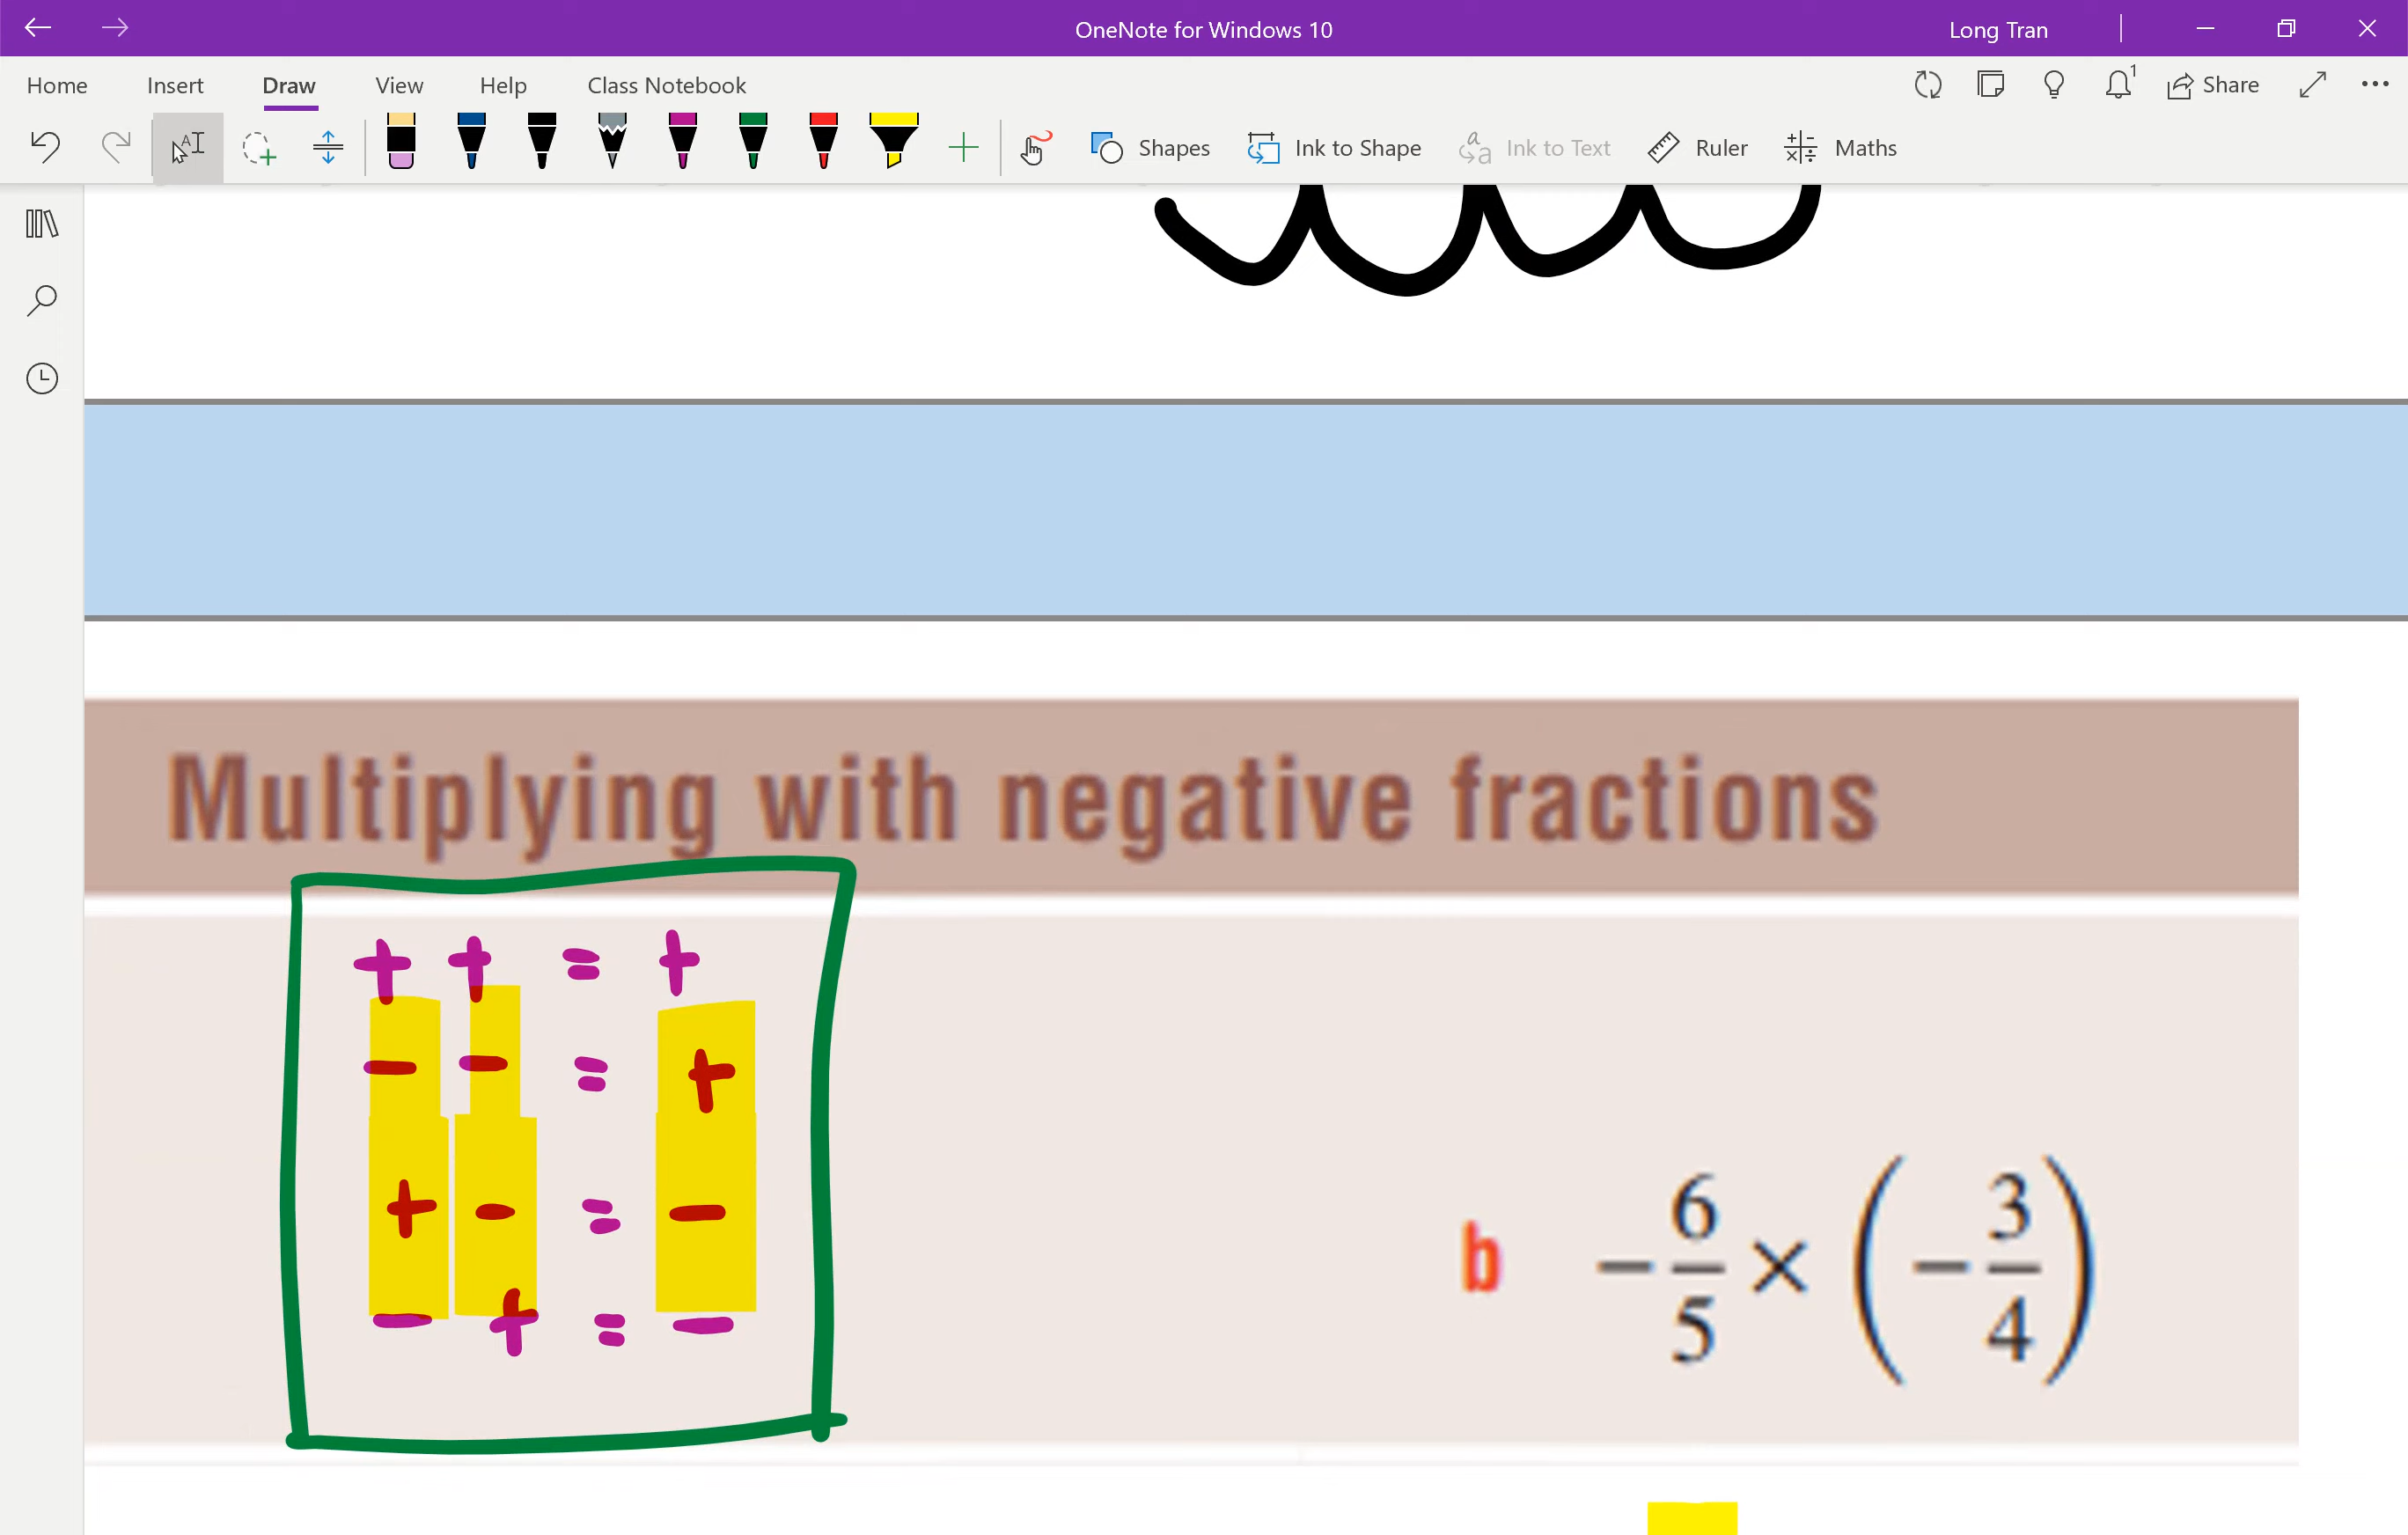 OneNote for Windows 10
Long Tran
Home Insert Draw View Help Class Notebook
1 Share
Shapes Ink to Shape Ink to Text Ruler Maths
Multiplying with negative fractions
+ + = +
- - = +
+ - = -
- + = -
b −6/5 × (−3/4)